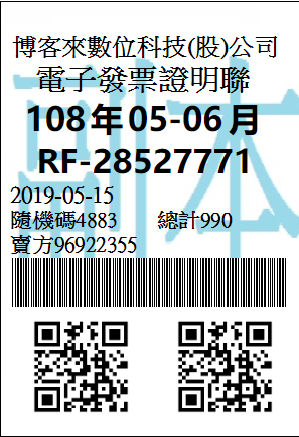 博客來數位科技(股)公司
電子發票證明聯
108年05-06月
RF-28527771
2019-05-15
隨機碼4883 總計990
賣方96922355
副本